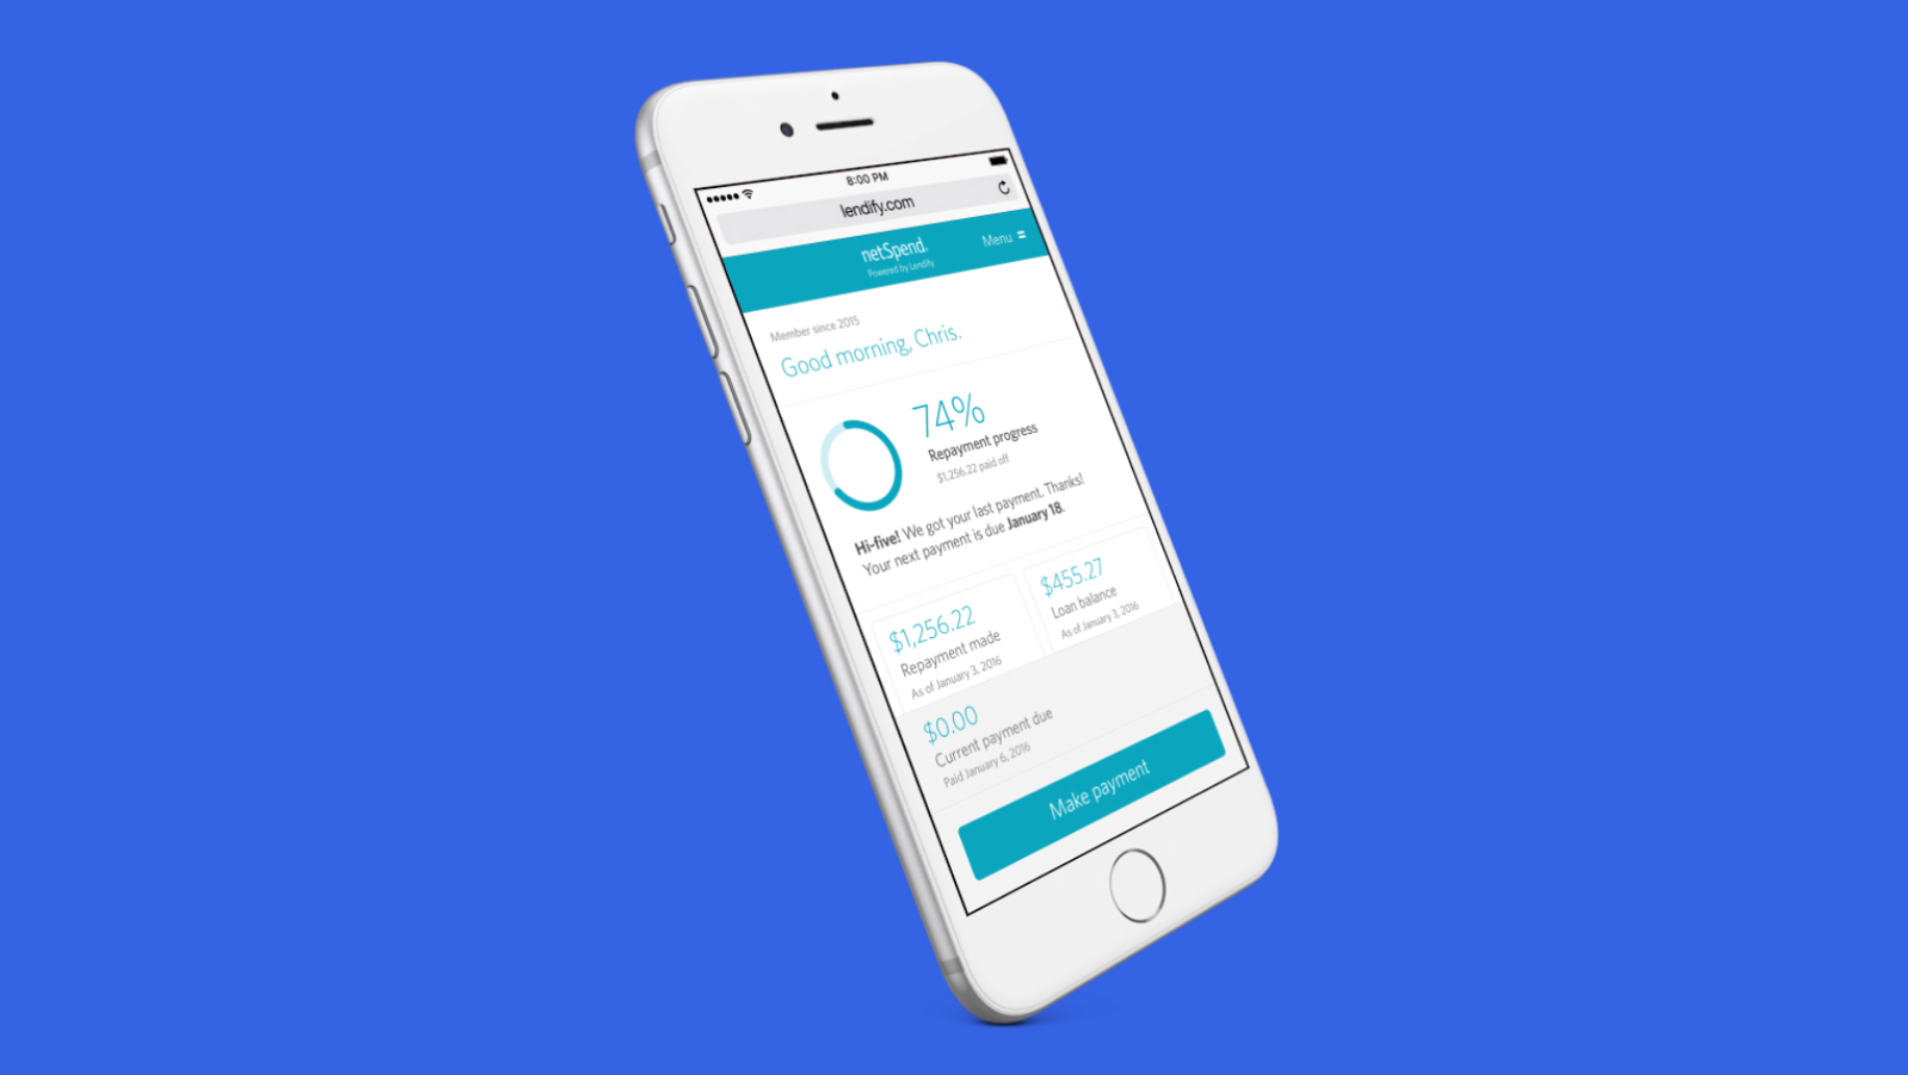 8:00 PM
lendify.com
netSpend.
Menu
Powered by Lendify
Member since 2015
Good morning, Chris.
74%
Repayment progress
$1,256.22 paid off
Hi-five! We got your last payment. Thanks!
Your next payment is due January 18.
$1,256.22
Repayment made
As of January 3, 2016
$455.27
Loan balance
As of January 3, 2016
$0.00
Current payment due
Paid January 6, 2016
Make payment